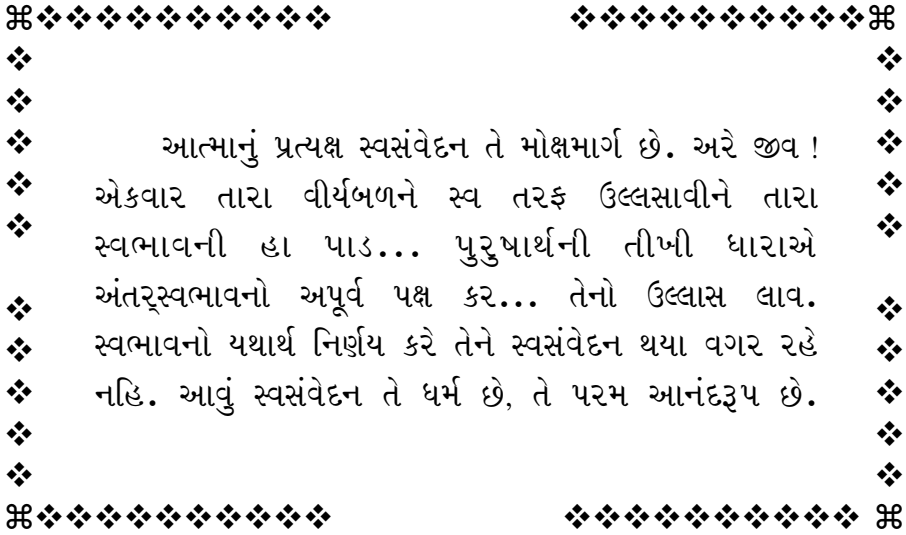 આત્માનું પ્રત્યક્ષ સ્વસંવેદન તે મોક્ષમાર્ગ છે. અરે જીવ !
એકવાર તારા વીર્યબળને સ્વ તરફ ઉલ્લસાવીને તારા
સ્વભાવની હા પાડ... પુરુષાર્થની તીખી ધારાએ
અંતર્સ્વભાવનો અપૂર્વ પક્ષ કર... તેનો ઉલ્લાસ લાવ.
સ્વભાવનો યથાર્થ નિર્ણય કરે તેને સ્વસંવેદન થયા વગર રહે
નહિ. આવું સ્વસંવેદન તે ધર્મ છે, તે પરમ આનંદરૂપ છે.